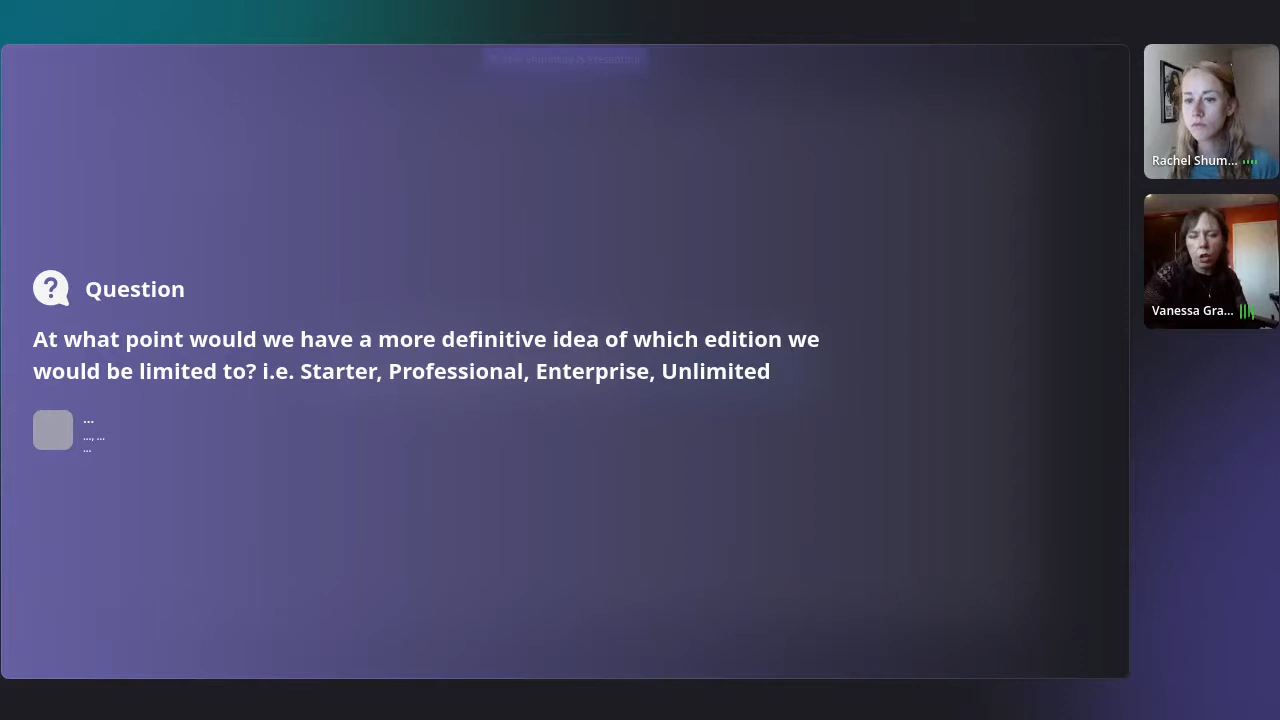 Question
At what point would we have a more definitive idea of which edition we
would be limited to? i.e. Starter, Professional, Enterprise, Unlimited
...
..., ...
...
Rachel Shum...
Vanessa Gra...